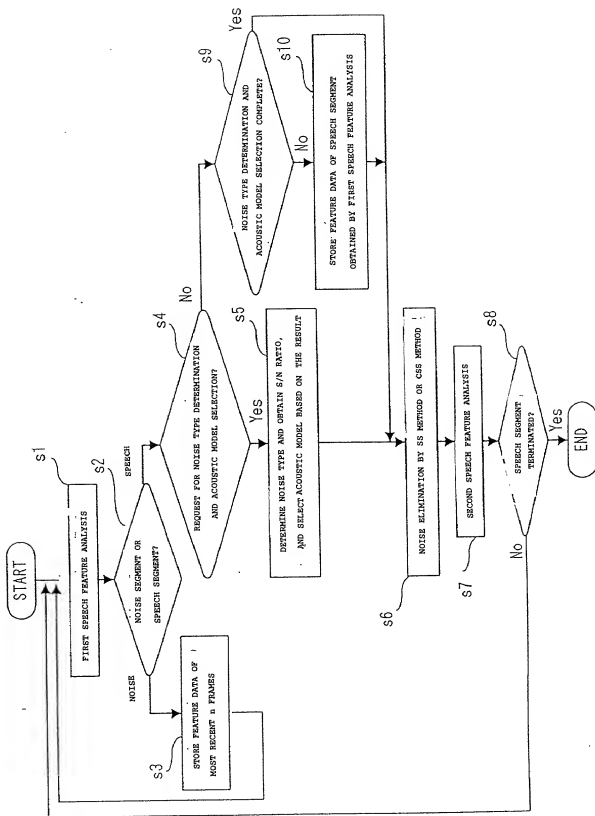 START
s1
FIRST SPEECH FEATURE ANALYSIS
s2
NOISE SEGMENT OR
SPEECH SEGMENT?
NOISE
SPEECH
s3
STORE FEATURE DATA OF
MOST RECENT n FRAMES
s4
REQUEST FOR NOISE TYPE DETERMINATION
AND ACOUSTIC MODEL SELECTION?
No
Yes
s5
DETERMINE NOISE TYPE AND OBTAIN S/N RATIO,
AND SELECT ACOUSTIC MODEL BASED ON THE RESULT
s9
NOISE TYPE DETERMINATION AND
ACOUSTIC MODEL SELECTION COMPLETE?
Yes
No
s10
STORE FEATURE DATA OF SPEECH SEGMENT
OBTAINED BY FIRST SPEECH FEATURE ANALYSIS
s6
NOISE ELIMINATION BY SS METHOD OR CSS METHOD
s7
SECOND SPEECH FEATURE ANALYSIS
s8
SPEECH SEGMENT
TERMINATED?
No
Yes
END